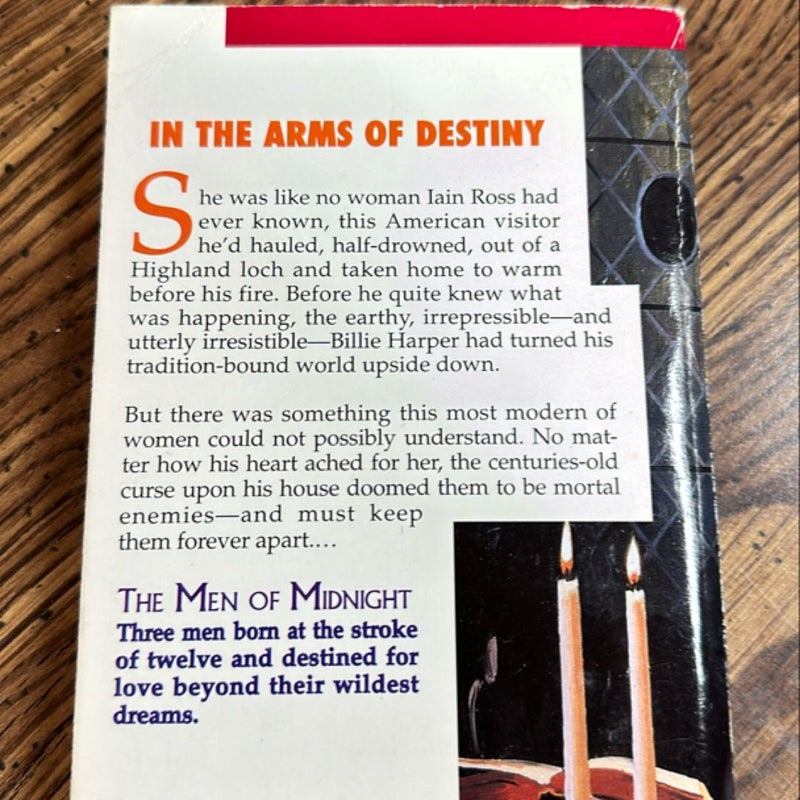 IN THE ARMS OF DESTINY
She was like no woman Iain Ross had
ever known, this American visitor
he'd hauled, half-drowned, out of a
Highland loch and taken home to warm
before his fire. Before he quite knew what
was happening, the earthy, irrepressible—and
utterly irresistible—Billie Harper had turned his
tradition-bound world upside down.
But there was something this most modern of
women could not possibly understand. No mat-
ter how his heart ached for her, the centuries-old
curse upon his house doomed them to be mortal
enemies—and must keep
them forever apart....
THE MEN OF MIDNIGHT
Three men born at the stroke
of twelve and destined for
love beyond their wildest
dreams.